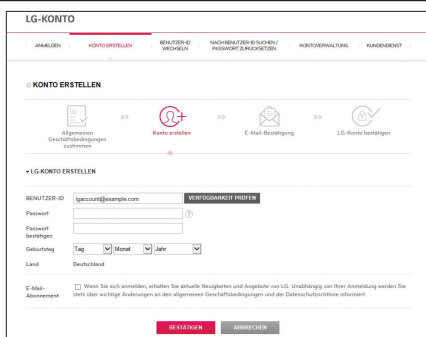 LG-KONTO
ANMELDEN
KONTO ERSTELLEN
BENUTZER-ID
WECHSELN
NACH BENUTZER-ID SUCHEN /
PASSWORT ZURÜCKSETZEN
KONTOVERWALTUNG
KUNDENDIENST
KONTO ERSTELLEN
Allgemeinen
Geschäftsbedingungen
zustimmen
>>
Konto erstellen
>>
E-Mail-Bestätigung
>>
LG-Konto bestätigen
LG-KONTO ERSTELLEN
BENUTZER-ID lgaccount@example.com VERFÜGBARKEIT PRÜFEN
Passwort ?
Passwort
bestätigen
Geburtstag Tag Monat Jahr
Land Deutschland
E-Mail-
Abonnement
Wenn Sie sich anmelden, erhalten Sie aktuelle Neuigkeiten und Angebote von LG. Unabhängig von Ihrer Anmeldung werden Sie
stets über wichtige Änderungen an den allgemeinen Geschäftsbedingungen und der Datenschutzrichtlinie informiert.
BESTÄTIGEN ABBRECHEN